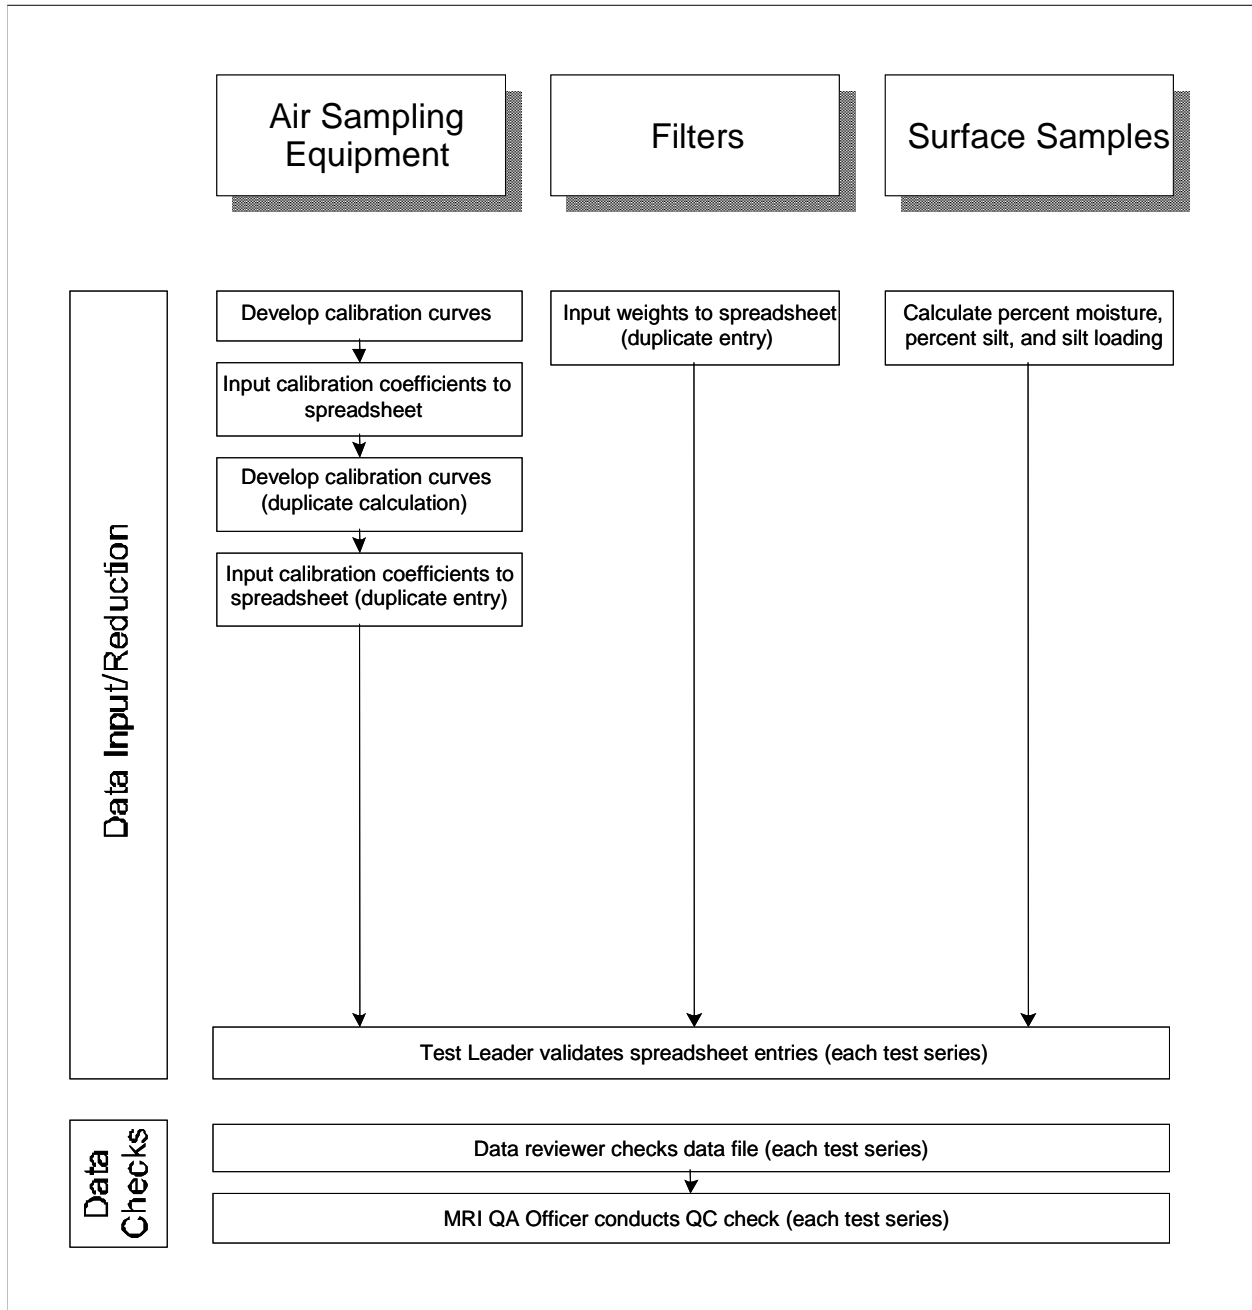 Air Sampling
Equipment
Filters
Surface Samples
Data Input/Reduction
Develop calibration curves
Input calibration coefficients to
spreadsheet
Develop calibration curves
(duplicate calculation)
Input calibration coefficients to
spreadsheet (duplicate entry)
Input weights to spreadsheet
(duplicate entry)
Calculate percent moisture,
percent silt, and silt loading
Test Leader validates spreadsheet entries (each test series)
Data
Checks
Data reviewer checks data file (each test series)
MRI QA Officer conducts QC check (each test series)